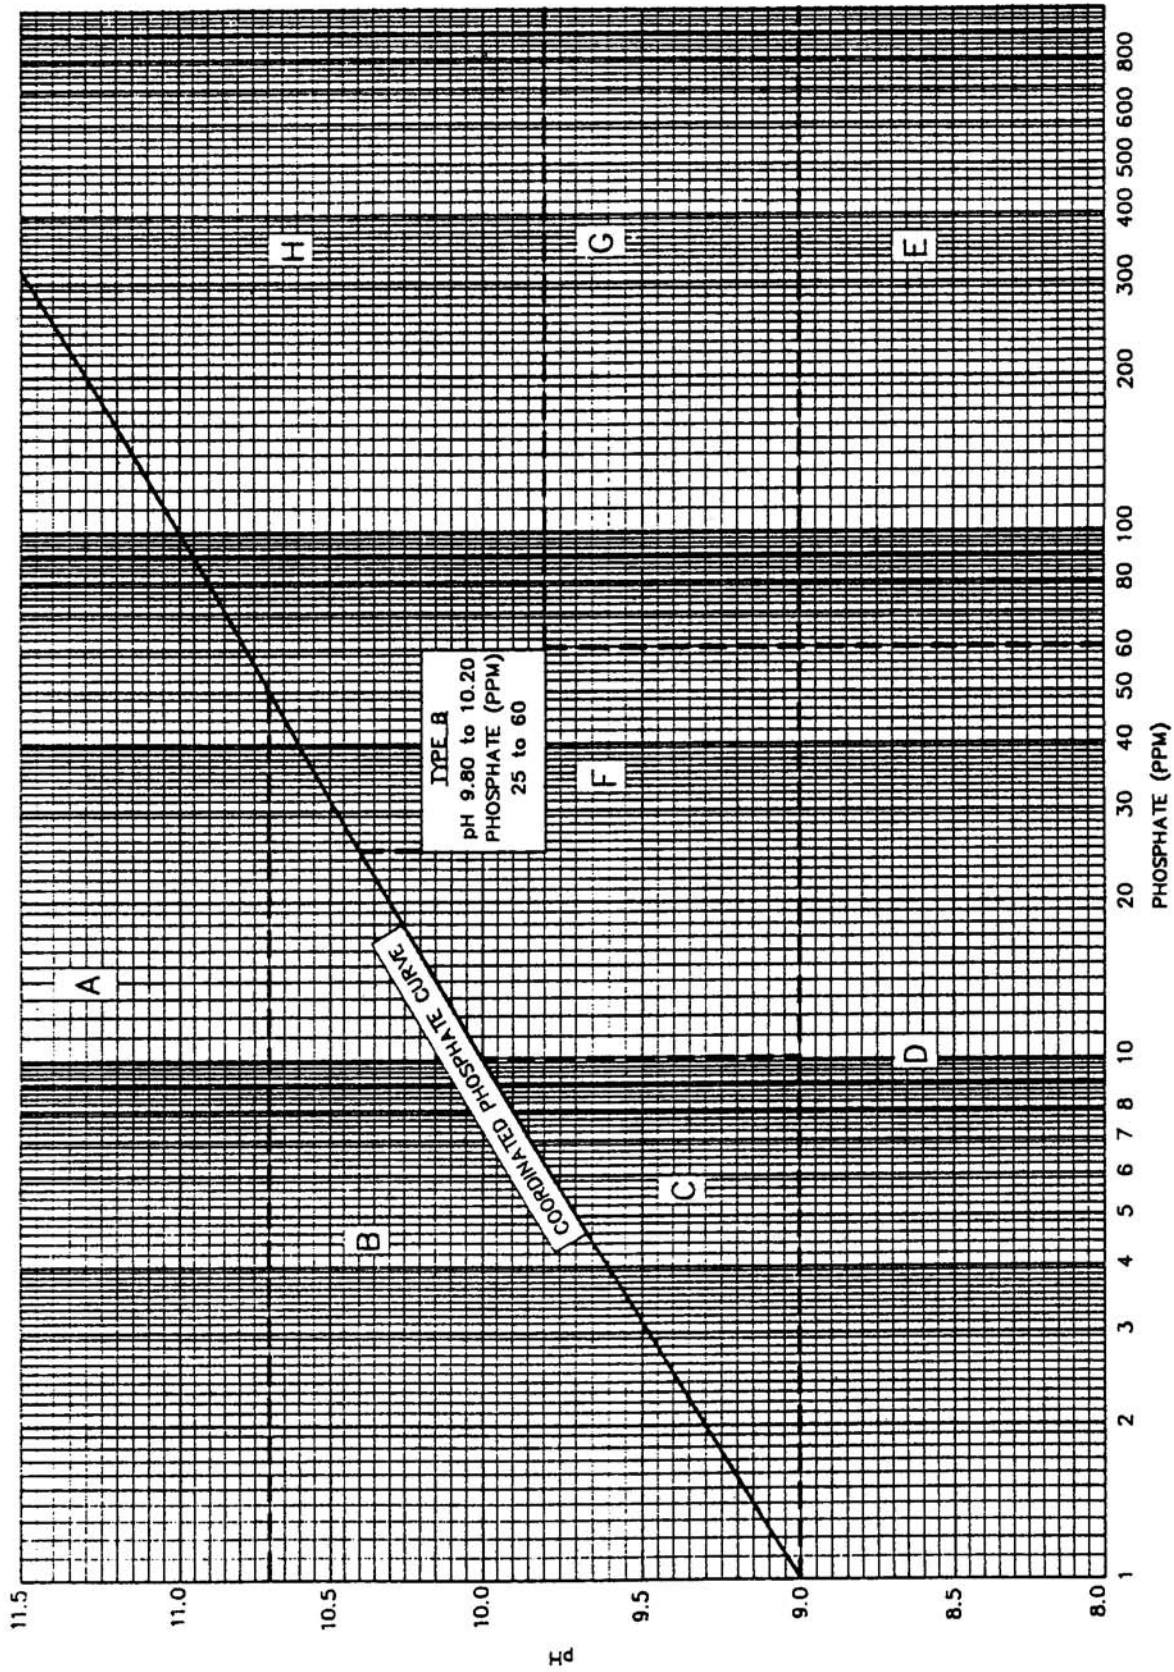 11.5
11.0
10.5
10.0
9.5
9.0
8.5
8.0
pH
A
H
B
COORDINATED PHOSPHATE CURVE
TYPE B
pH 9.80 to 10.20
PHOSPHATE (PPM)
25 to 60
C
F
G
D
E
1 2 3 4 5 6 7 8 10 20 30 40 50 60 80 100 200 300 400 500 600 800
PHOSPHATE (PPM)